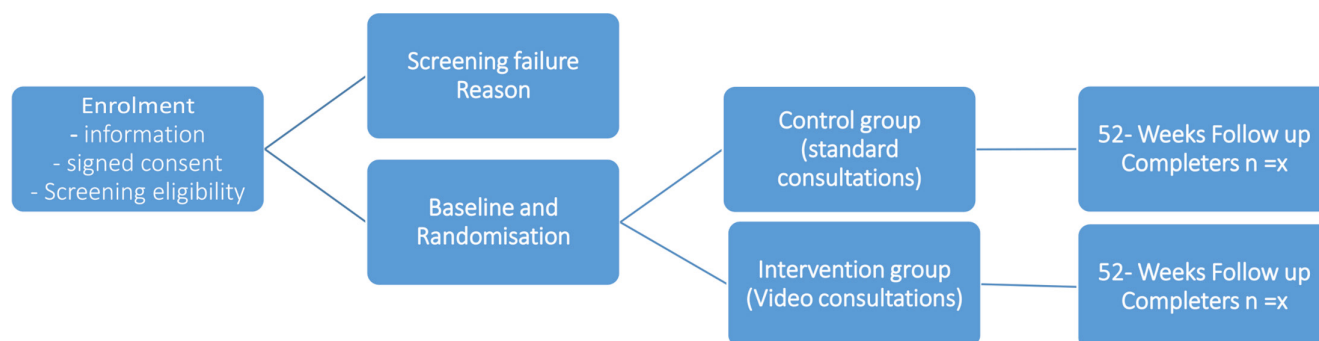 Enrolment
- information
- signed consent
- Screening eligibility
Screening failure
Reason
Baseline and
Randomisation
Control group
(standard
consultations)
Intervention group
(Video consultations)
52- Weeks Follow up
Completers n =x
52- Weeks Follow up
Completers n =x